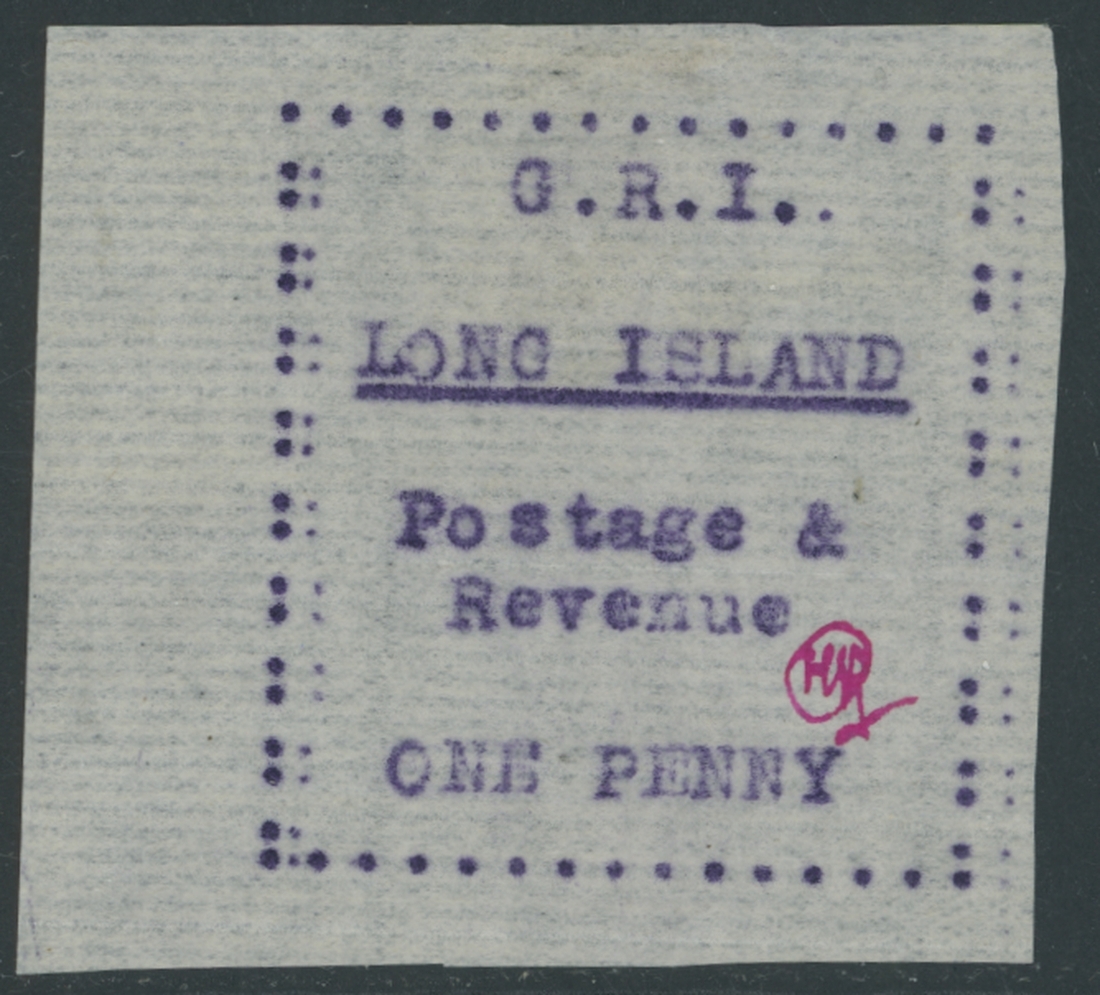 G.R.I..
LONG ISLAND
Postage &
Revenue
ONE PENNY